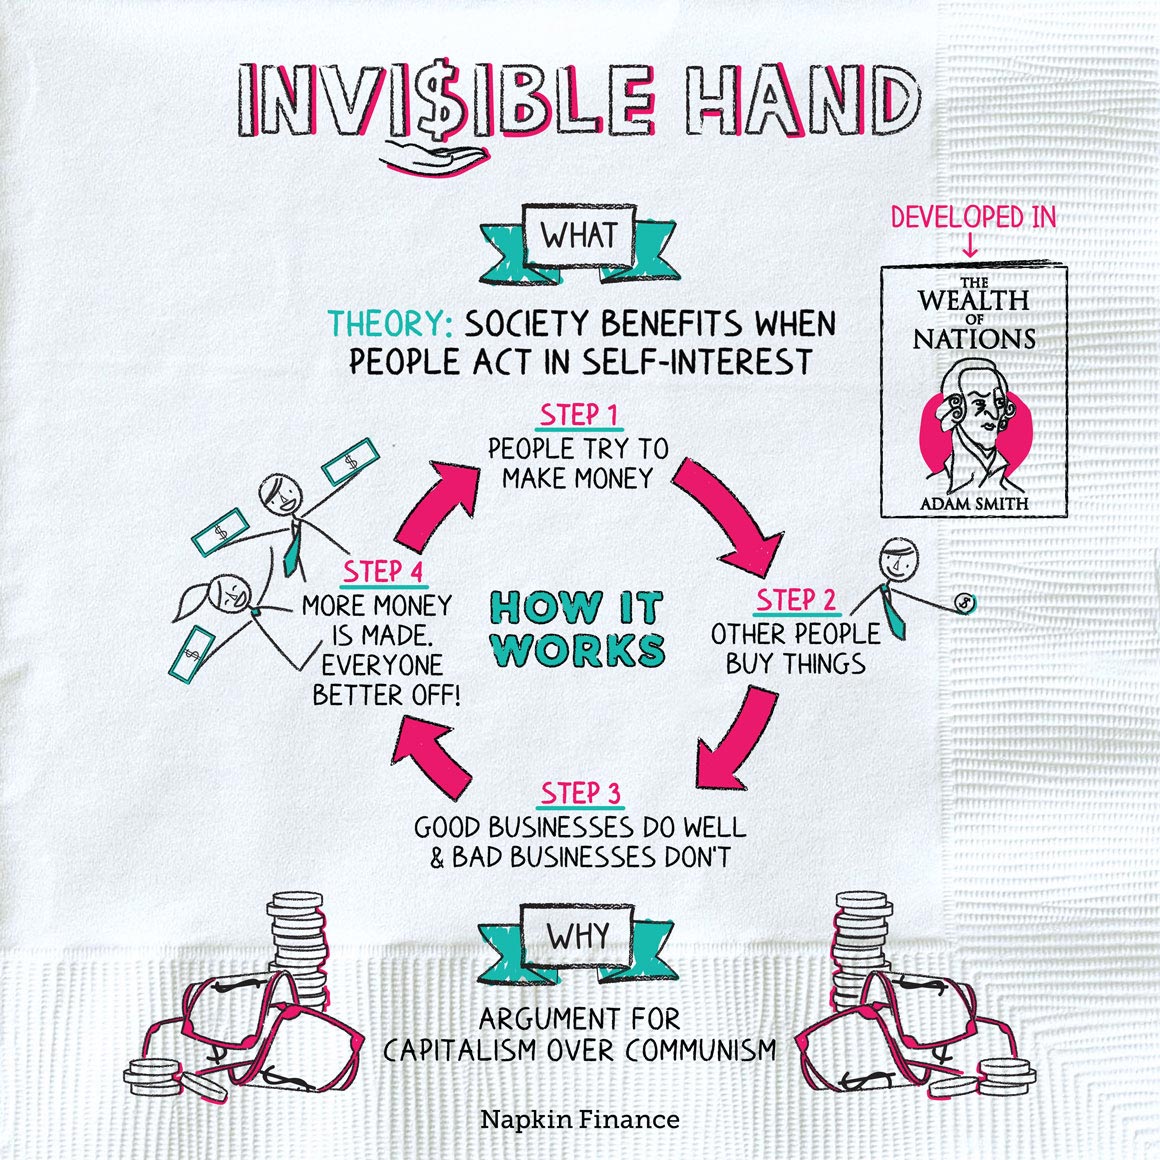 INVI$IBLE HAND
WHAT
DEVELOPED IN
THE
WEALTH
OF
NATIONS
ADAM SMITH
THEORY: SOCIETY BENEFITS WHEN
PEOPLE ACT IN SELF-INTEREST
STEP 1
PEOPLE TRY TO
MAKE MONEY
HOW IT
WORKS
STEP 2
OTHER PEOPLE
BUY THINGS
STEP 3
GOOD BUSINESSES DO WELL
& BAD BUSINESSES DON'T
STEP 4
MORE MONEY
IS MADE.
EVERYONE
BETTER OFF!
WHY
ARGUMENT FOR
CAPITALISM OVER COMMUNISM
Napkin Finance